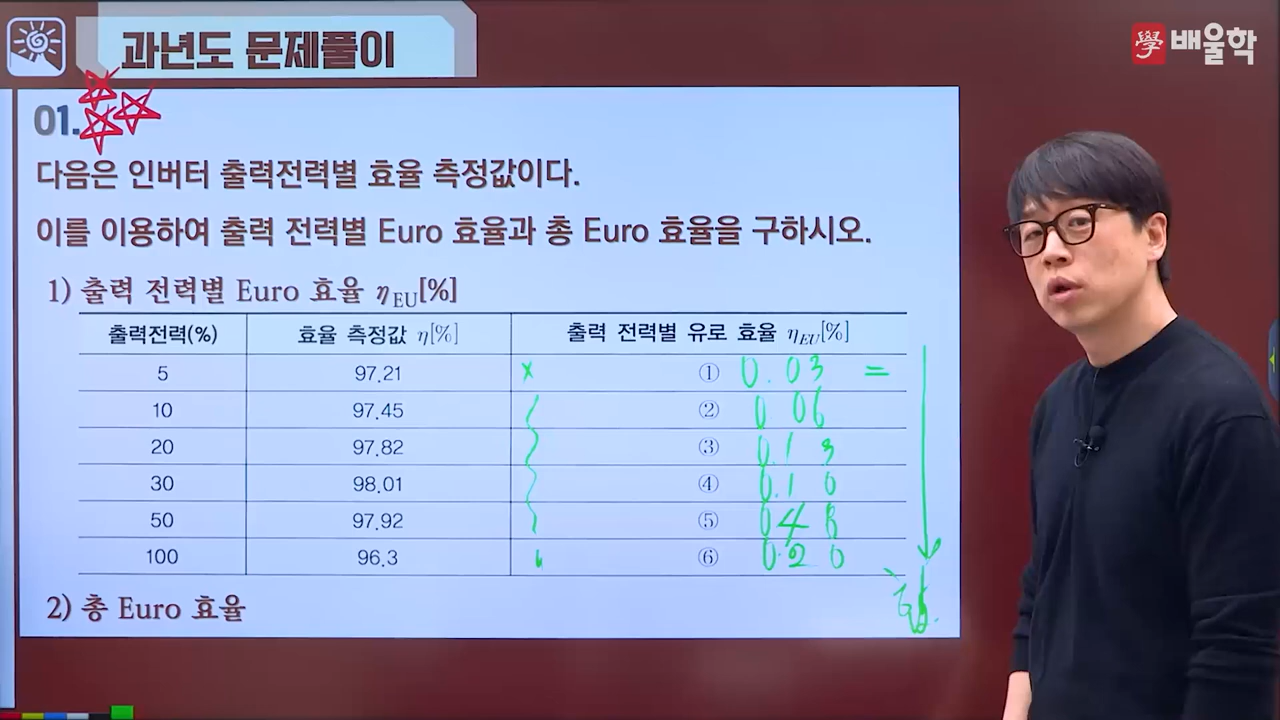 과년도 문제풀이
學 배울학
01.
다음은 인버터 출력전력별 효율 측정값이다.
이를 이용하여 출력 전력별 Euro 효율과 총 Euro 효율을 구하시오.
1) 출력 전력별 Euro 효율 η_EU[%]
출력전력(%) 효율 측정값 η[%] 출력 전력별 유로 효율 η_EU[%]
5 97.21 x ① 0.03 =
10 97.45 ② 0.06
20 97.82 ③ 0.13
30 98.01 ④ 0.10
50 97.92 ⑤ 0.48
100 96.3 ⑥ 0.20
2) 총 Euro 효율